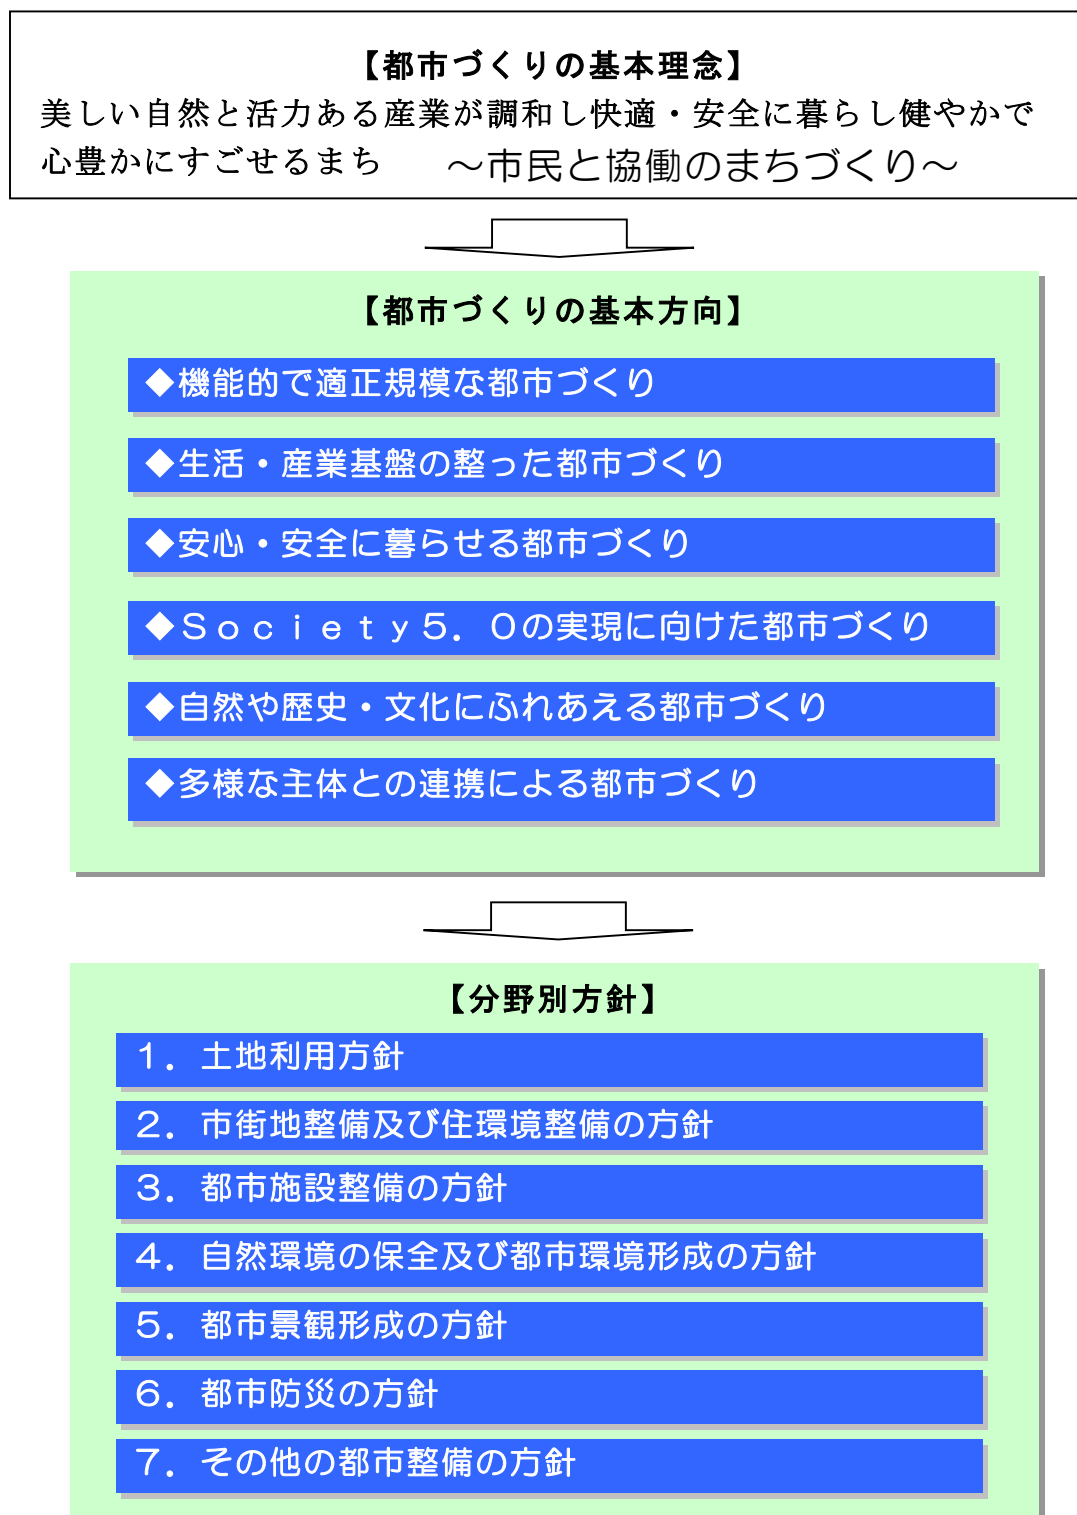 【都市づくりの基本理念】
美しい自然と活力ある産業が調和し快適・安全に暮らし健やかで
心豊かにすごせるまち　～市民と協働のまちづくり～
【都市づくりの基本方向】
◆機能的で適正規模な都市づくり
◆生活・産業基盤の整った都市づくり
◆安心・安全に暮らせる都市づくり
◆Ｓｏｃｉｅｔｙ５．０の実現に向けた都市づくり
◆自然や歴史・文化にふれあえる都市づくり
◆多様な主体との連携による都市づくり
【分野別方針】
１．土地利用方針
２．市街地整備及び住環境整備の方針
３．都市施設整備の方針
４．自然環境の保全及び都市環境形成の方針
５．都市景観形成の方針
６．都市防災の方針
７．その他の都市整備の方針